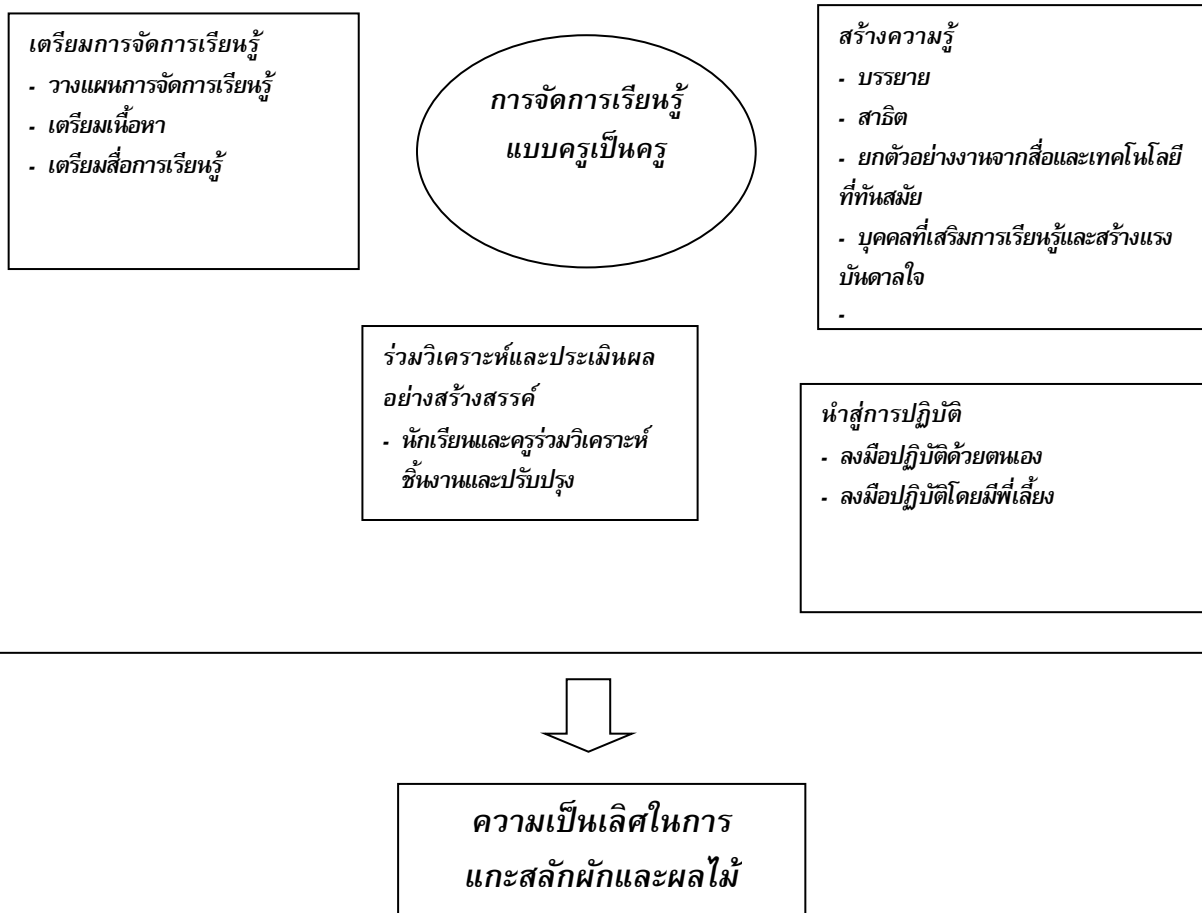 เตรียมการจัดการเรียนรู้
- วางแผนการจัดการเรียนรู้
- เตรียมเนื้อหา
- เตรียมสื่อการเรียนรู้
การจัดการเรียนรู้
แบบครูเป็นครู
สร้างความรู้
- บรรยาย
- สาธิต
- ยกตัวอย่างงานจากสื่อและเทคโนโลยี
ที่ทันสมัย
- บุคคลที่เสริมการเรียนรู้และสร้างแรง
บันดาลใจ
-
ร่วมวิเคราะห์และประเมินผล
อย่างสร้างสรรค์
- นักเรียนและครูร่วมวิเคราะห์
ชิ้นงานและปรับปรุง
นำสู่การปฏิบัติ
- ลงมือปฏิบัติด้วยตนเอง
- ลงมือปฏิบัติโดยมีพี่เลี้ยง
ความเป็นเลิศในการ
แกะสลักผักและผลไม้